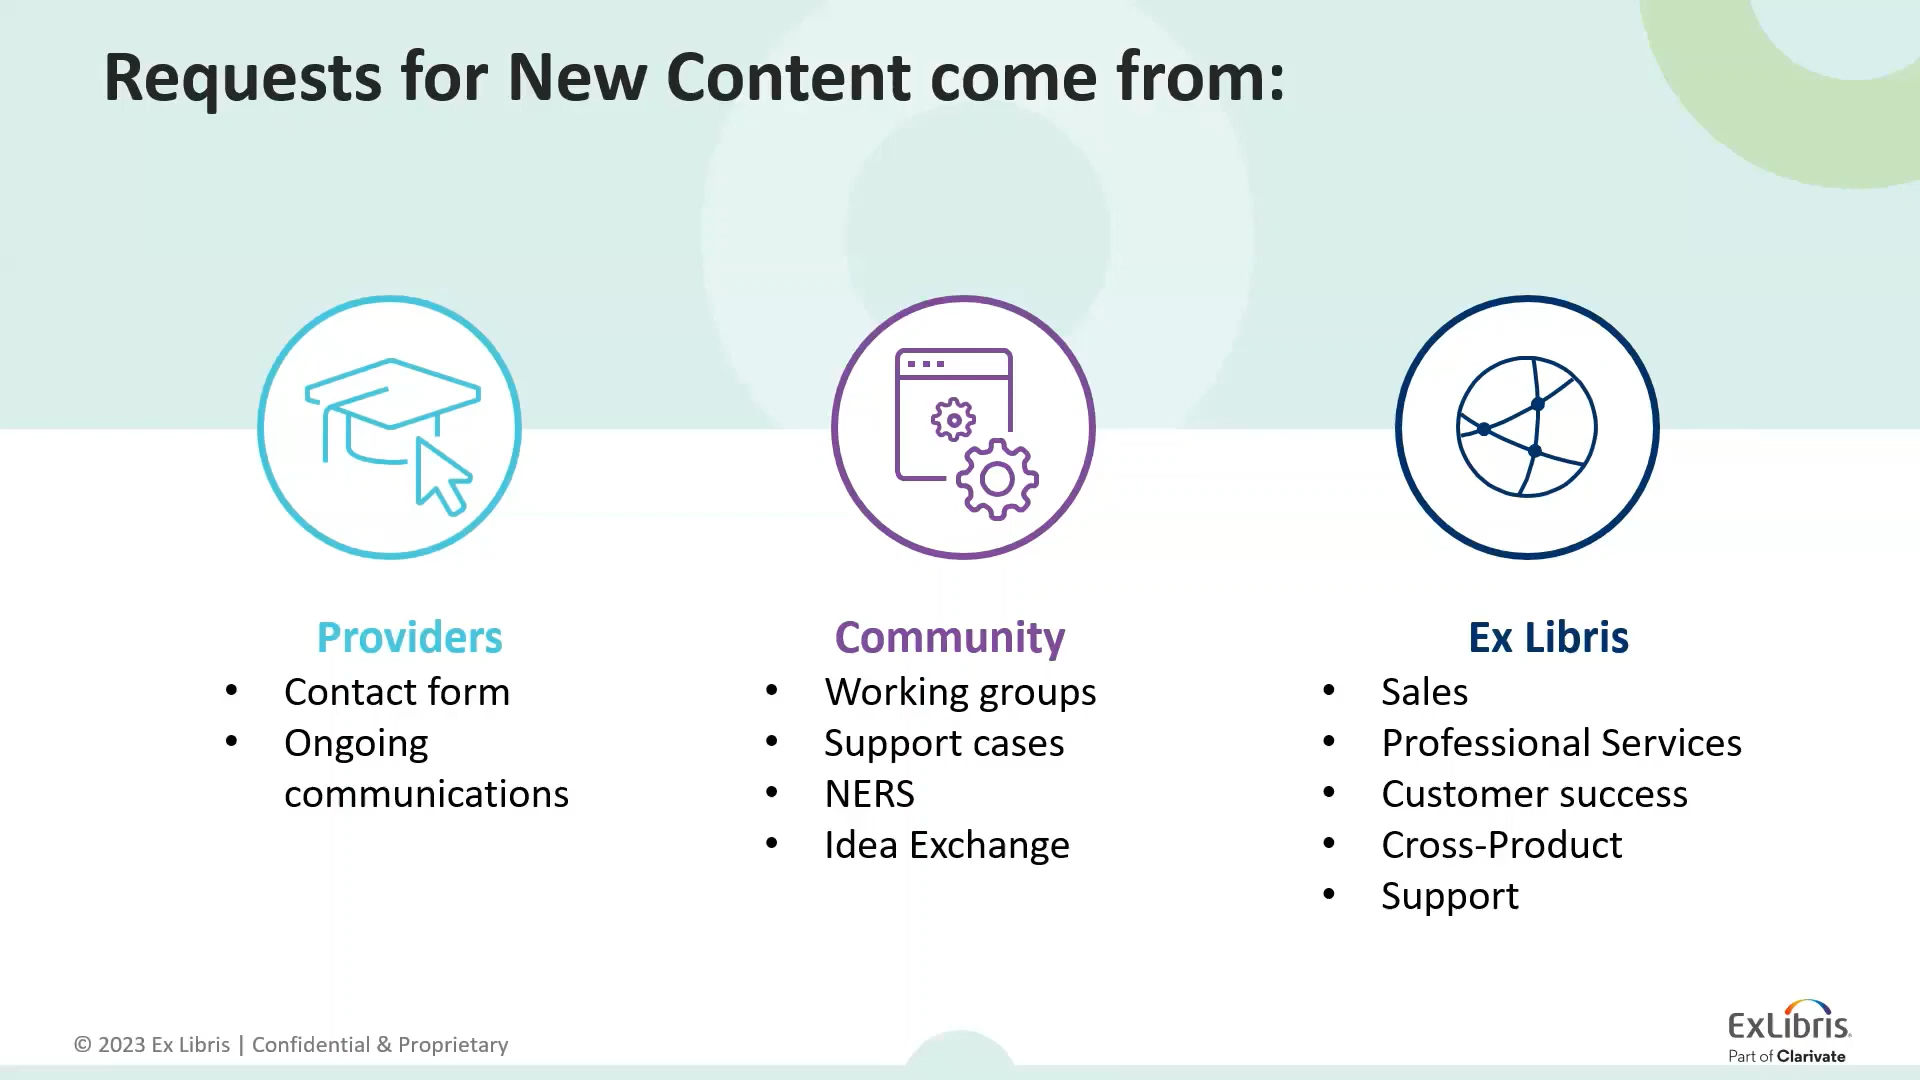 Requests for New Content come from:
Providers
• Contact form
• Ongoing
communications
Community
• Working groups
• Support cases
• NERS
• Idea Exchange
Ex Libris
• Sales
• Professional Services
• Customer success
• Cross-Product
• Support
© 2023 Ex Libris | Confidential & Proprietary
ExLibris
Part of Clarivate